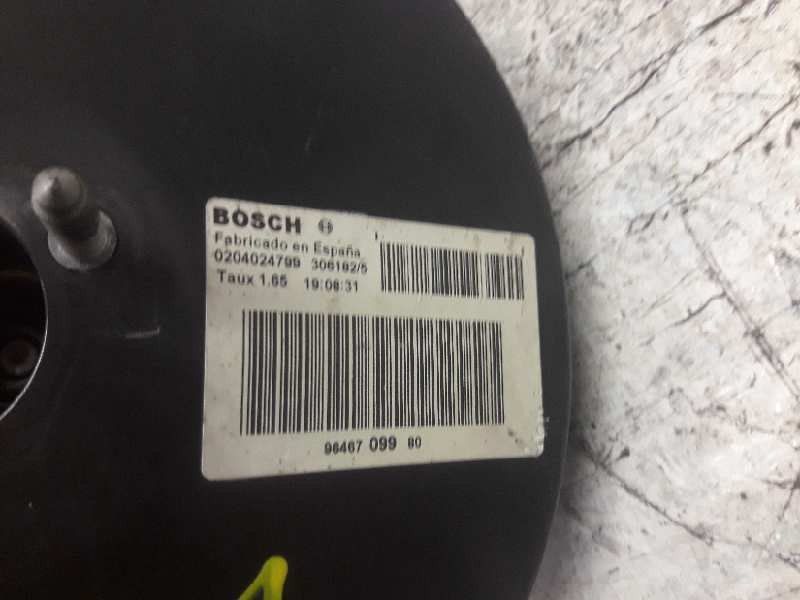 BOSCH
Fabricado en España
0204024799 306182/5
Taux 1.65 19:08:31
96467 099 80